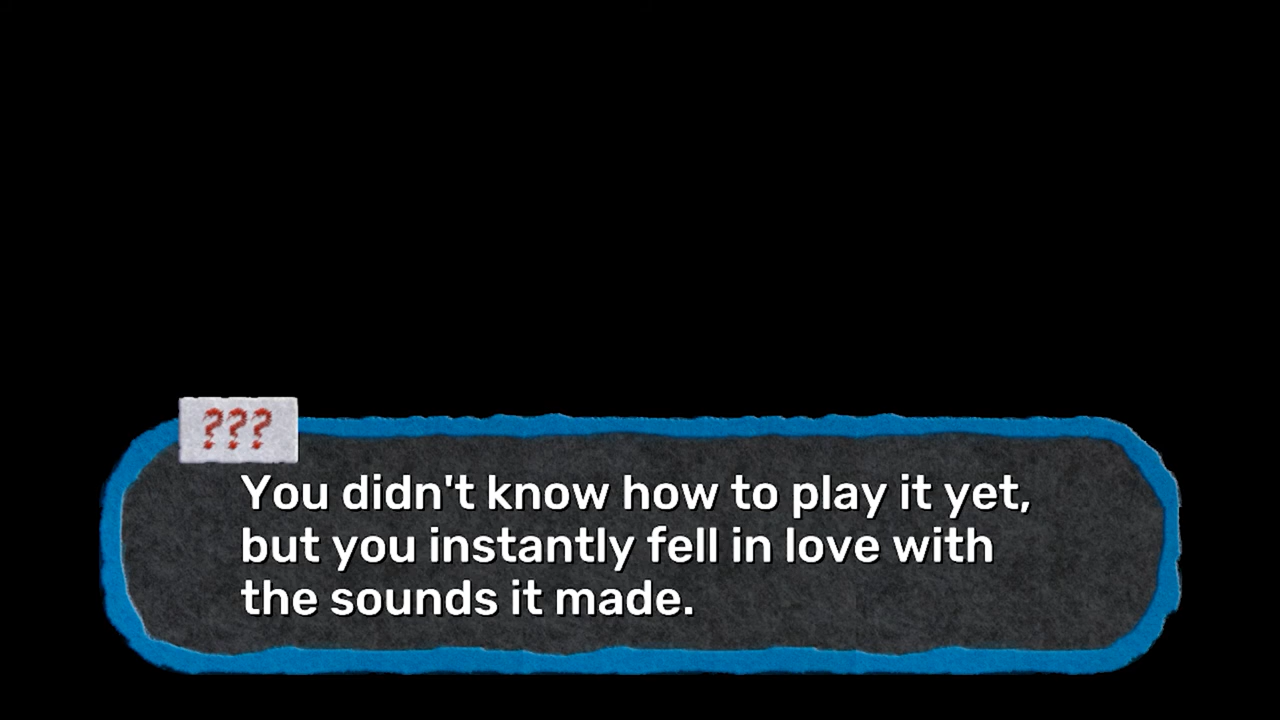 ???
You didn't know how to play it yet,
but you instantly fell in love with
the sounds it made.